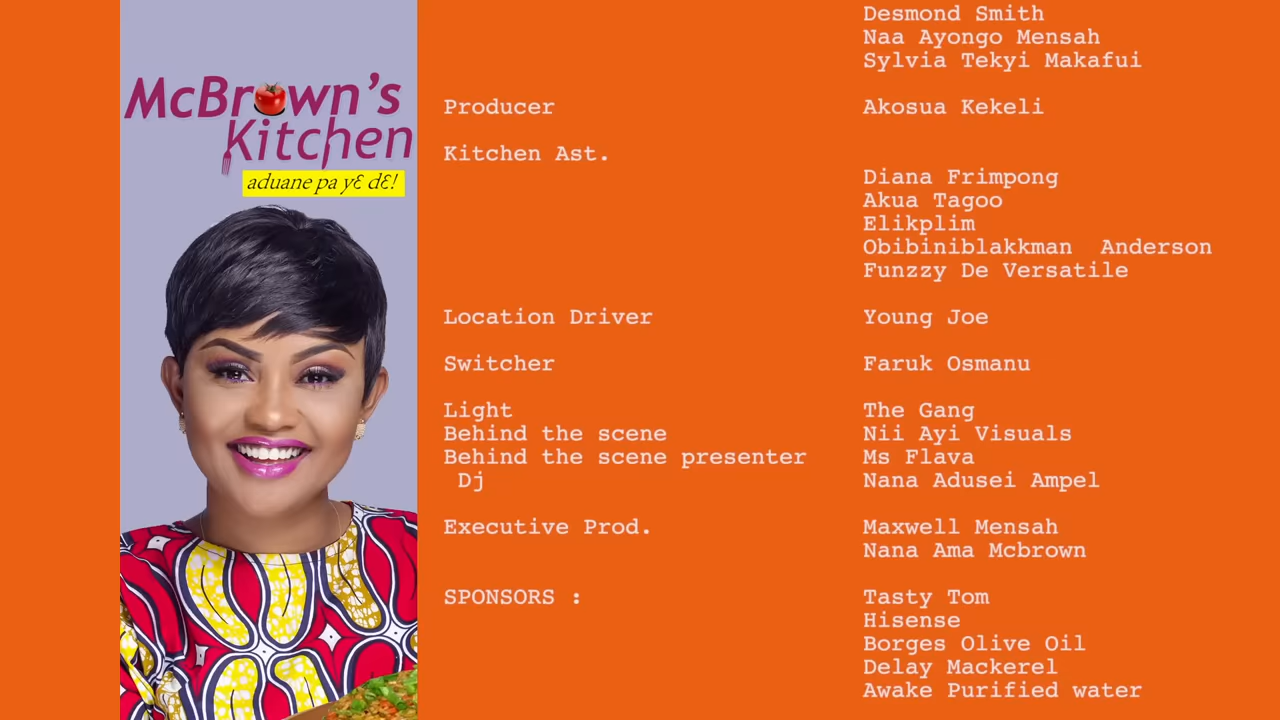 McBrown's
Kitchen
aduane pa yɛ dɛ!
Desmond Smith
Naa Ayongo Mensah
Sylvia Tekyi Makafui
Producer Akosua Kekeli
Kitchen Ast.
Diana Frimpong
Akua Tagoo
Elikplim
Obibiniblakkman Anderson
Funzzy De Versatile
Location Driver Young Joe
Switcher Faruk Osmanu
Light The Gang
Behind the scene Nii Ayi Visuals
Behind the scene presenter Ms Flava
Dj Nana Adusei Ampel
Executive Prod. Maxwell Mensah
Nana Ama Mcbrown
SPONSORS : Tasty Tom
Hisense
Borges Olive Oil
Delay Mackerel
Awake Purified water